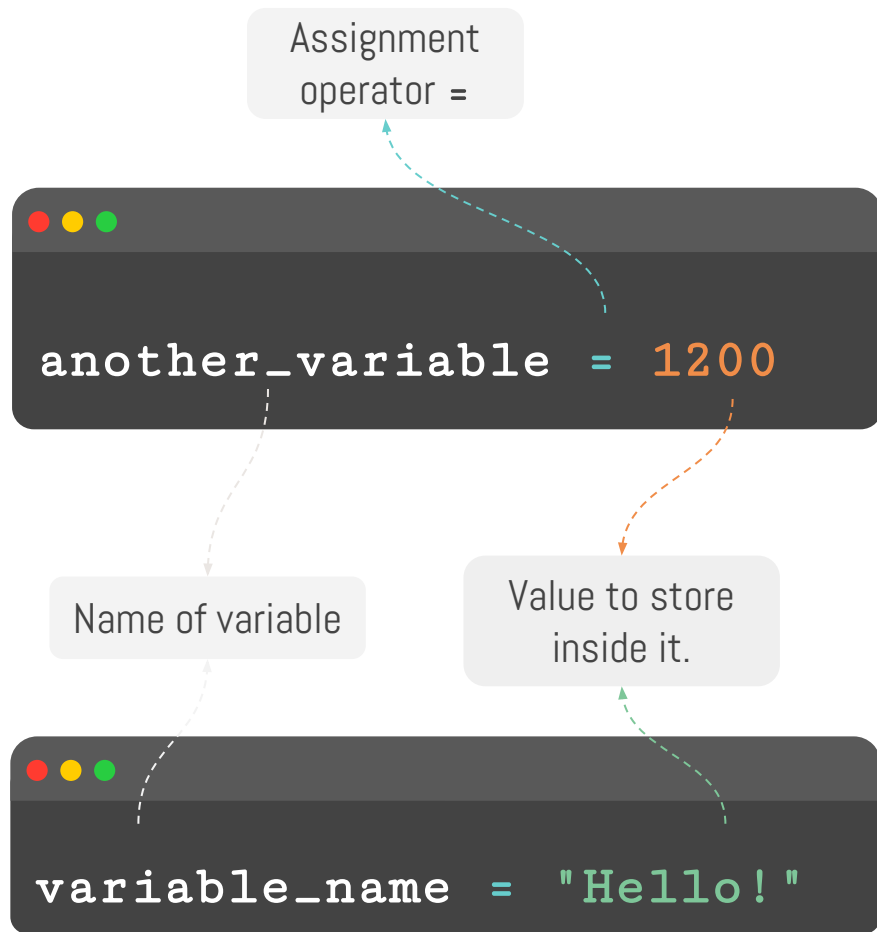 Assignment
operator =
another_variable = 1200
Name of variable
Value to store
inside it.
variable_name = "Hello!"